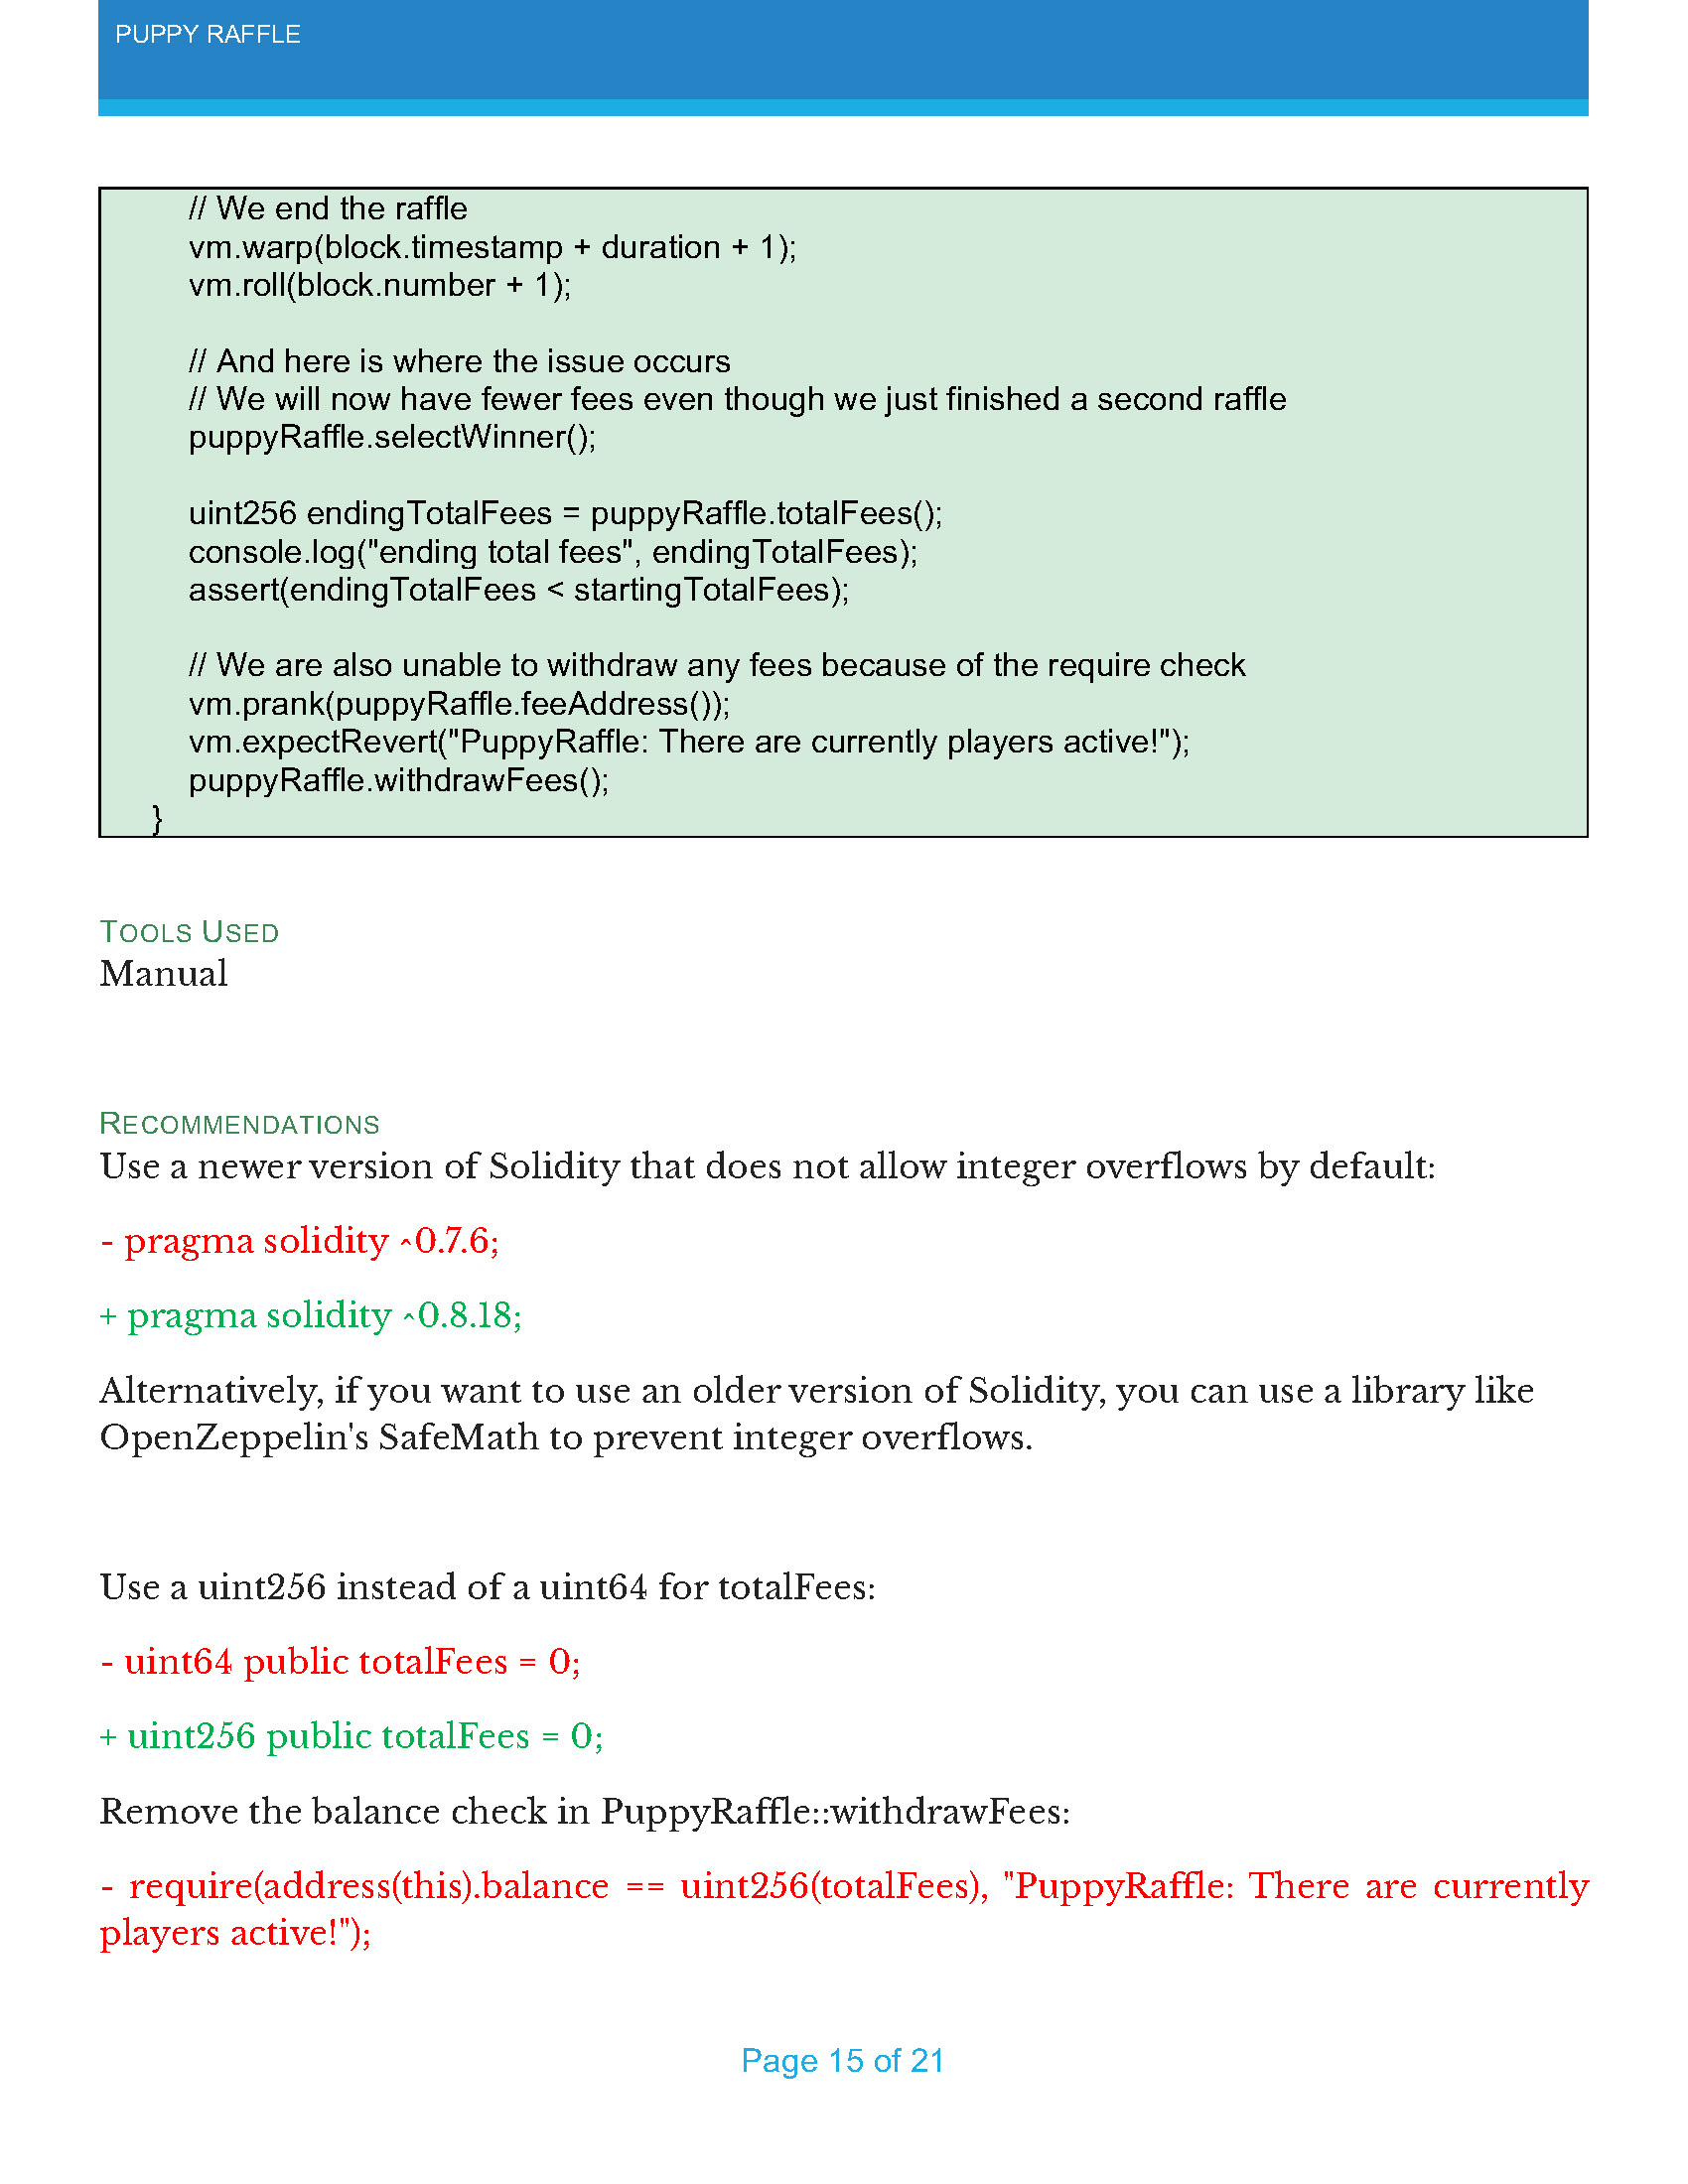 PUPPY RAFFLE
// We end the raffle
vm.warp(block.timestamp + duration + 1);
vm.roll(block.number + 1);
// And here is where the issue occurs
// We will now have fewer fees even though we just finished a second raffle
puppyRaffle.selectWinner();
uint256 endingTotalFees = puppyRaffle.totalFees();
console.log("ending total fees", endingTotalFees);
assert(endingTotalFees < startingTotalFees);
// We are also unable to withdraw any fees because of the require check
vm.prank(puppyRaffle.feeAddress());
vm.expectRevert("PuppyRaffle: There are currently players active!");
puppyRaffle.withdrawFees();
}
TOOLS USED
Manual
RECOMMENDATIONS
Use a newer version of Solidity that does not allow integer overflows by default:
- pragma solidity ^0.7.6;
+ pragma solidity ^0.8.18;
Alternatively, if you want to use an older version of Solidity, you can use a library like
OpenZeppelin's SafeMath to prevent integer overflows.
Use a uint256 instead of a uint64 for totalFees:
- uint64 public totalFees = 0;
+ uint256 public totalFees = 0;
Remove the balance check in PuppyRaffle::withdrawFees:
- require(address(this).balance == uint256(totalFees), "PuppyRaffle: There are currently
players active!");
Page 15 of 21